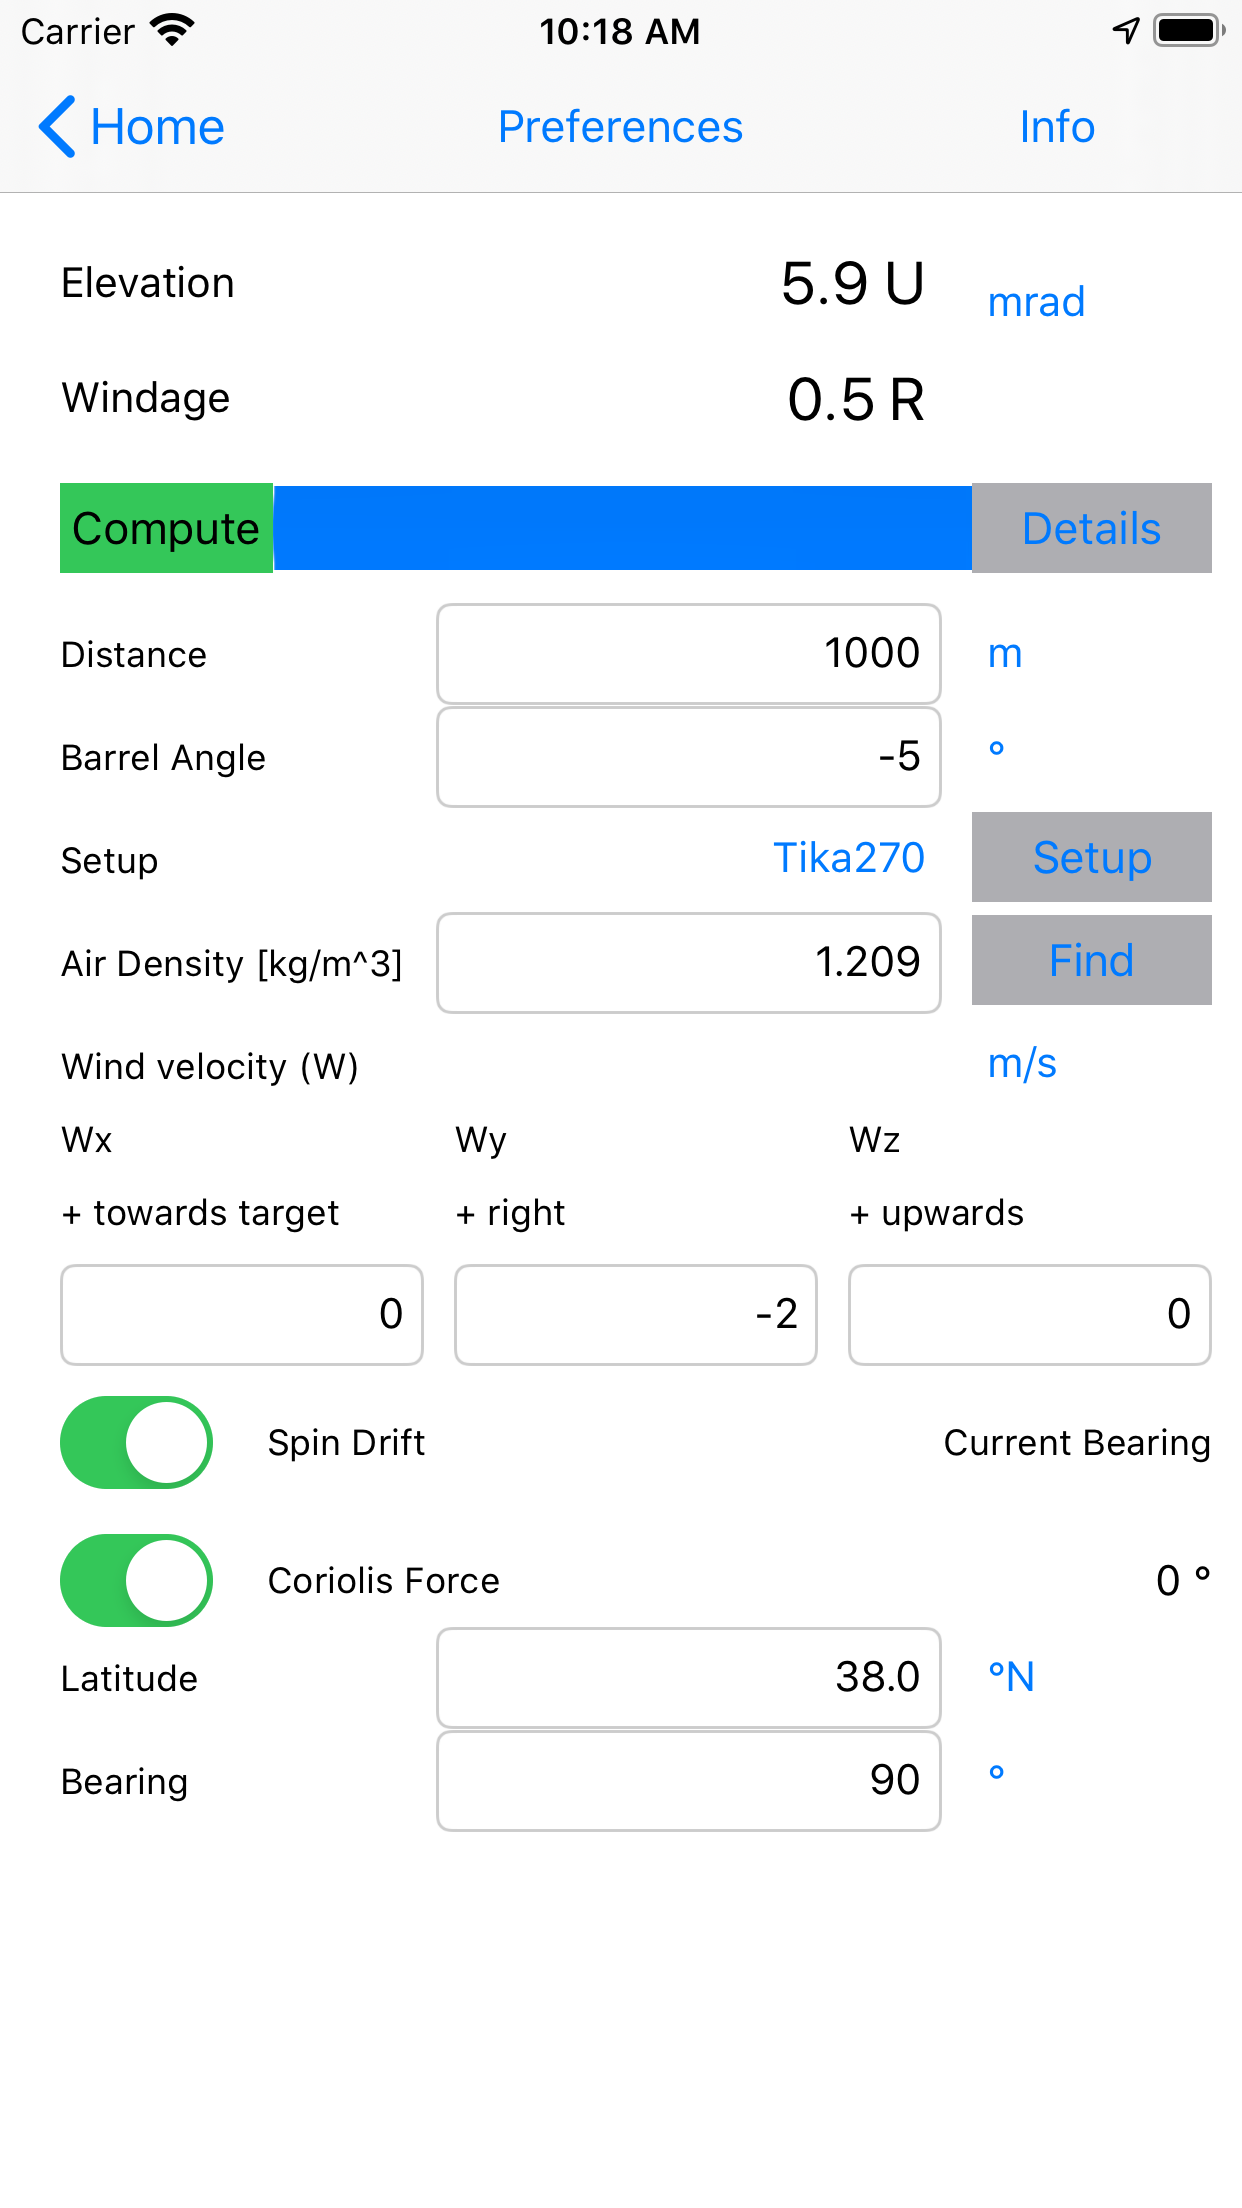 Carrier 10:18 AM
Home Preferences Info
Elevation 5.9 U mrad
Windage 0.5 R
Compute Details
Distance 1000 m
Barrel Angle -5 °
Setup Tika270 Setup
Air Density [kg/m^3] 1.209 Find
Wind velocity (W) m/s
Wx Wy Wz
+ towards target + right + upwards
0 -2 0
Spin Drift Current Bearing
Coriolis Force 0 °
Latitude 38.0 °N
Bearing 90 °